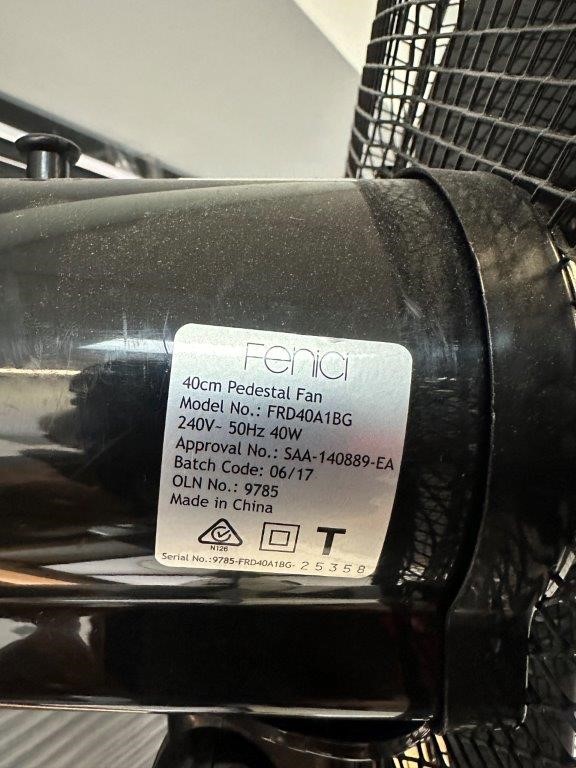 Fenici
40cm Pedestal Fan
Model No.: FRD40A1BG
240V~ 50Hz 40W
Approval No.: SAA-140889-EA
Batch Code: 06/17
OLN No.: 9785
Made in China
N126
T
Serial No.:9785-FRD40A1BG- 25358